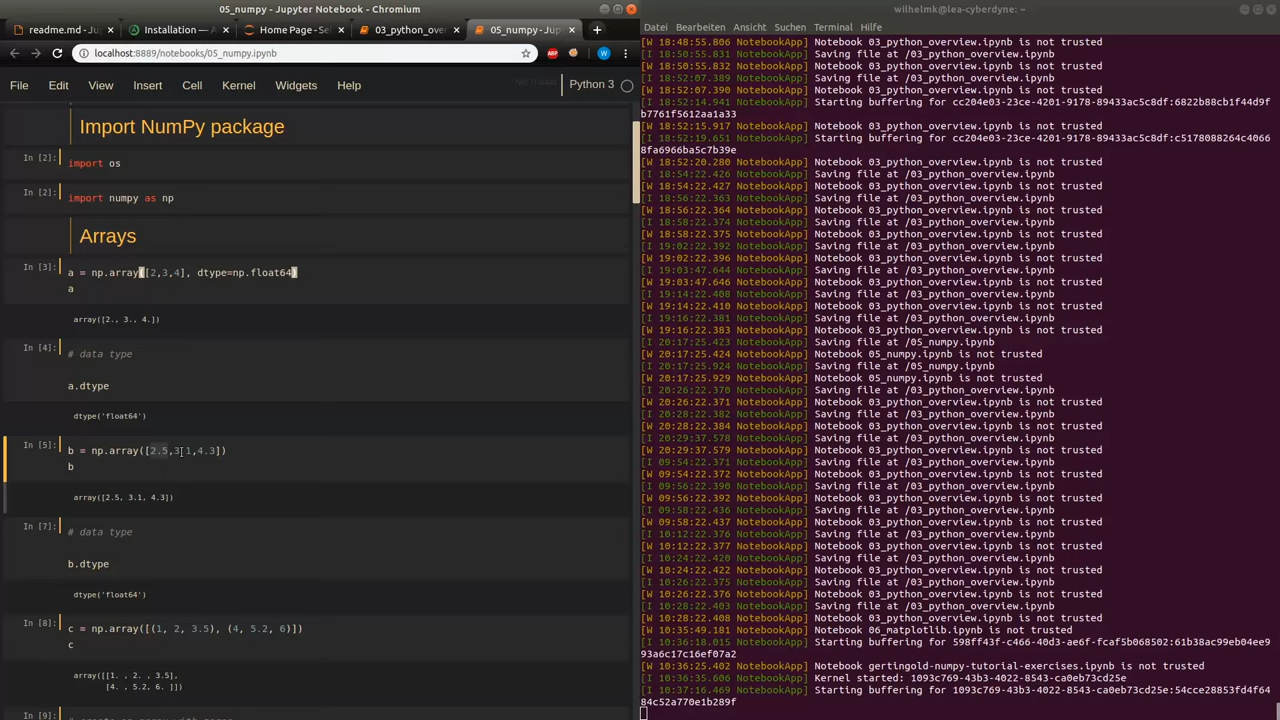 05_numpy - Jupyter Notebook - Chromium
readme.md - Ju
Installation — A
Home Page - Sel
03_python_overv
05_numpy - Jup
localhost:8889/notebooks/05_numpy.ipynb
W
ABP
File Edit View Insert Cell Kernel Widgets Help
Python 3
Import NumPy package
In [2]: import os
In [2]: import numpy as np
Arrays
In [3]: a = np.array([2,3,4], dtype=np.float64)
a
array([2., 3., 4.])
In [4]: # data type
a.dtype
dtype('float64')
In [5]: b = np.array([2.5,3.1,4.3])
b
array([2.5, 3.1, 4.3])
In [7]: # data type
b.dtype
dtype('float64')
In [8]: c = np.array([(1, 2, 3.5), (4, 5.2, 6)])
c
array([[1. , 2. , 3.5],
[4. , 5.2, 6. ]])
In [9]:
wilhelmk@lea-cyberdyne: ~
Datei Bearbeiten Ansicht Suchen Terminal Hilfe
[W 18:48:55.806 NotebookApp] Notebook 03_python_overview.ipynb is not trusted
[I 18:50:55.831 NotebookApp] Saving file at /03_python_overview.ipynb
[W 18:50:55.832 NotebookApp] Notebook 03_python_overview.ipynb is not trusted
[I 18:52:07.389 NotebookApp] Saving file at /03_python_overview.ipynb
[W 18:52:07.390 NotebookApp] Notebook 03_python_overview.ipynb is not trusted
[I 18:52:14.941 NotebookApp] Starting buffering for cc204e03-23ce-4201-9178-89433ac5c8df:6822b88cb1f44d9f
b7761f5612aa1a33
[W 18:52:15.917 NotebookApp] Notebook 03_python_overview.ipynb is not trusted
[I 18:52:19.651 NotebookApp] Starting buffering for cc204e03-23ce-4201-9178-89433ac5c8df:c5178088264c4066
8fa6966ba5c7b39e
[W 18:52:20.280 NotebookApp] Notebook 03_python_overview.ipynb is not trusted
[I 18:54:22.426 NotebookApp] Saving file at /03_python_overview.ipynb
[W 18:54:22.427 NotebookApp] Notebook 03_python_overview.ipynb is not trusted
[I 18:56:22.363 NotebookApp] Saving file at /03_python_overview.ipynb
[W 18:56:22.364 NotebookApp] Notebook 03_python_overview.ipynb is not trusted
[I 18:58:22.374 NotebookApp] Saving file at /03_python_overview.ipynb
[W 18:58:22.375 NotebookApp] Notebook 03_python_overview.ipynb is not trusted
[I 19:02:22.392 NotebookApp] Saving file at /03_python_overview.ipynb
[W 19:02:22.396 NotebookApp] Notebook 03_python_overview.ipynb is not trusted
[I 19:03:47.644 NotebookApp] Saving file at /03_python_overview.ipynb
[W 19:03:47.646 NotebookApp] Notebook 03_python_overview.ipynb is not trusted
[I 19:14:22.408 NotebookApp] Saving file at /03_python_overview.ipynb
[W 19:14:22.410 NotebookApp] Notebook 03_python_overview.ipynb is not trusted
[I 19:16:22.381 NotebookApp] Saving file at /03_python_overview.ipynb
[W 19:16:22.383 NotebookApp] Notebook 03_python_overview.ipynb is not trusted
[I 20:17:25.423 NotebookApp] Saving file at /05_numpy.ipynb
[W 20:17:25.424 NotebookApp] Notebook 05_numpy.ipynb is not trusted
[I 20:17:25.924 NotebookApp] Saving file at /05_numpy.ipynb
[W 20:17:25.929 NotebookApp] Notebook 05_numpy.ipynb is not trusted
[I 20:26:22.370 NotebookApp] Saving file at /03_python_overview.ipynb
[W 20:26:22.371 NotebookApp] Notebook 03_python_overview.ipynb is not trusted
[I 20:28:22.382 NotebookApp] Saving file at /03_python_overview.ipynb
[W 20:28:22.384 NotebookApp] Notebook 03_python_overview.ipynb is not trusted
[I 20:29:37.578 NotebookApp] Saving file at /03_python_overview.ipynb
[W 20:29:37.579 NotebookApp] Notebook 03_python_overview.ipynb is not trusted
[I 09:54:22.371 NotebookApp] Saving file at /03_python_overview.ipynb
[W 09:54:22.372 NotebookApp] Notebook 03_python_overview.ipynb is not trusted
[I 09:56:22.390 NotebookApp] Saving file at /03_python_overview.ipynb
[W 09:56:22.392 NotebookApp] Notebook 03_python_overview.ipynb is not trusted
[I 09:58:22.436 NotebookApp] Saving file at /03_python_overview.ipynb
[W 09:58:22.437 NotebookApp] Notebook 03_python_overview.ipynb is not trusted
[I 10:12:22.376 NotebookApp] Saving file at /03_python_overview.ipynb
[W 10:12:22.377 NotebookApp] Notebook 03_python_overview.ipynb is not trusted
[I 10:24:22.420 NotebookApp] Saving file at /03_python_overview.ipynb
[W 10:24:22.422 NotebookApp] Notebook 03_python_overview.ipynb is not trusted
[I 10:26:22.375 NotebookApp] Saving file at /03_python_overview.ipynb
[W 10:26:22.376 NotebookApp] Notebook 03_python_overview.ipynb is not trusted
[I 10:28:22.403 NotebookApp] Saving file at /03_python_overview.ipynb
[W 10:28:22.408 NotebookApp] Notebook 03_python_overview.ipynb is not trusted
[W 10:35:49.181 NotebookApp] Notebook 06_matplotlib.ipynb is not trusted
[I 10:36:18.015 NotebookApp] Starting buffering for 598ff43f-c466-40d3-ae6f-fcaf5b068502:61b38ac99eb04ee9
93a6c17c16ef07a2
[W 10:36:25.402 NotebookApp] Notebook gertingold-numpy-tutorial-exercises.ipynb is not trusted
[I 10:36:35.606 NotebookApp] Kernel started: 1093c769-43b3-4022-8543-ca0eb73cd25e
[I 10:37:16.469 NotebookApp] Starting buffering for 1093c769-43b3-4022-8543-ca0eb73cd25e:54cce28853fd4f64
84c52a770e1b289f